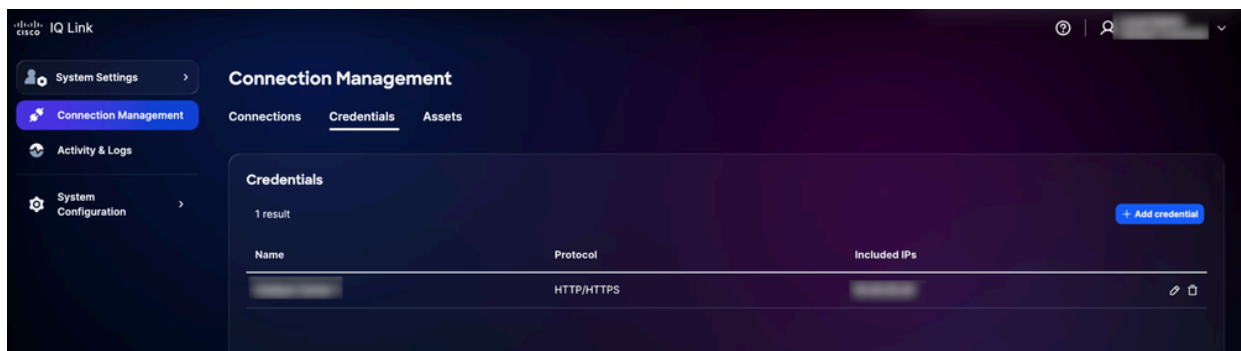 cisco IQ Link
System Settings
Connection Management
Activity & Logs
System
Configuration
Connection Management
Connections Credentials Assets
Credentials
1 result
+ Add credential
Name Protocol Included IPs
HTTP/HTTPS